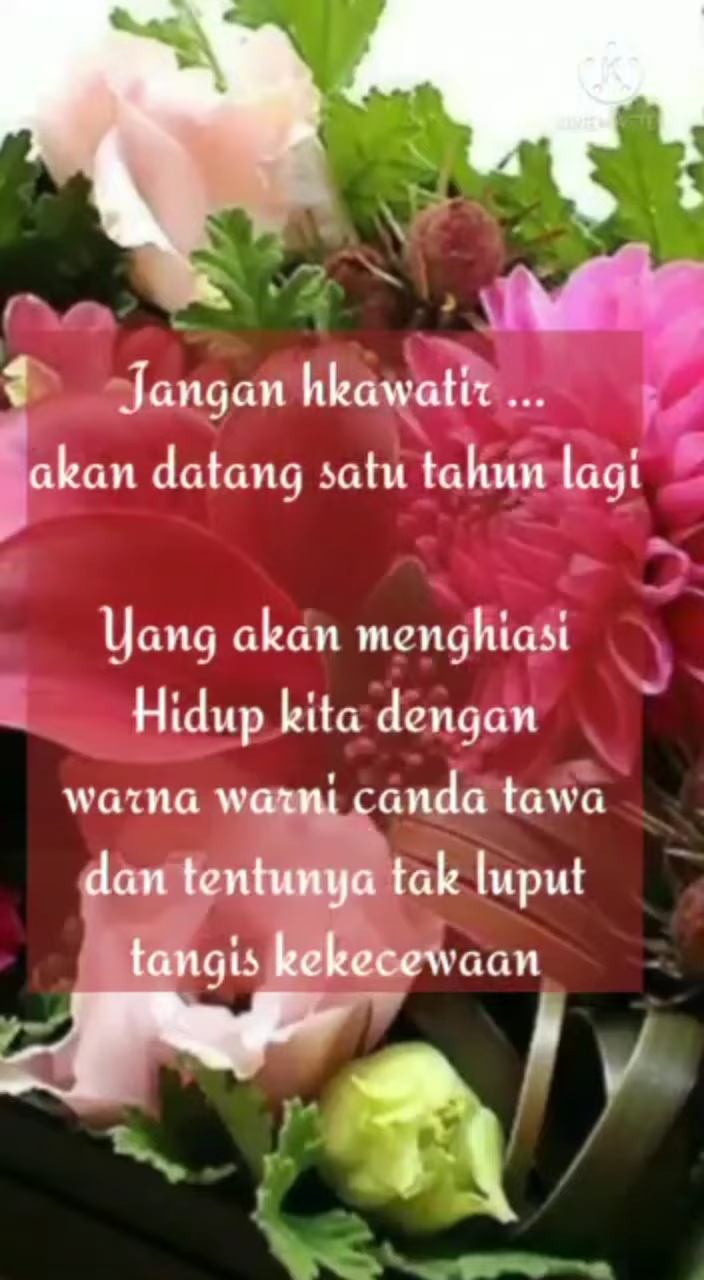 Jangan hkawatir ...
akan datang satu tahun lagi
Yang akan menghiasi
Hidup kita dengan
warna warni canda tawa
dan tentunya tak luput
tangis kekecewaan